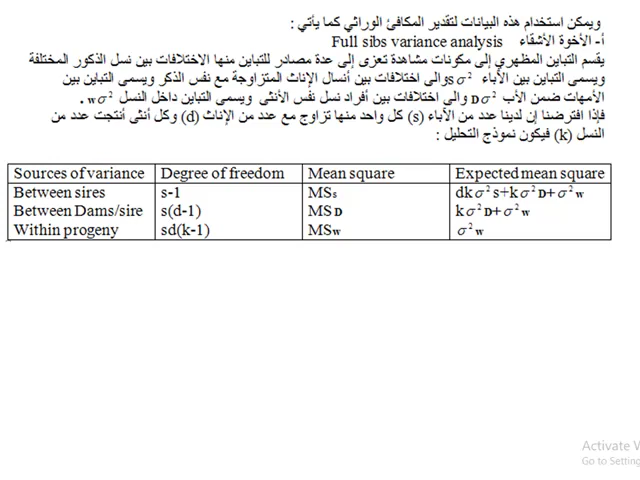 ويمكن استخدام هذه البيانات لتقدير المكافئ الوراثي كما يأتي :
أ- الأخوة الأشقاء Full sibs variance analysis
يقسم التباين المظهري إلى مكونات مشاهدة تعزى إلى عدة مصادر للتباين منها الاختلافات بين نسل الذكور المختلفة
ويسمى التباين بين الأباء σ²s والى اختلافات بين أنسال الإناث المتزاوجة مع نفس الذكر ويسمى التباين بين
الأمهات ضمن الأب σ²D والى اختلافات بين أفراد نسل نفس الأنثى ويسمى التباين داخل النسل σ²w .
فإذا افترضنا إن لدينا عدد من الأباء (s) كل واحد منها تزاوج مع عدد من الإناث (d) وكل أنثى أنتجت عدد من
النسل (k) فيكون نموذج التحليل :
Sources of variance Degree of freedom Mean square Expected mean square
Between sires s-1 MSs dkσ²s+kσ²D+σ²w
Between Dams/sire s(d-1) MSD kσ²D+σ²w
Within progeny sd(k-1) MSw σ²w
Activate W
Go to Setting